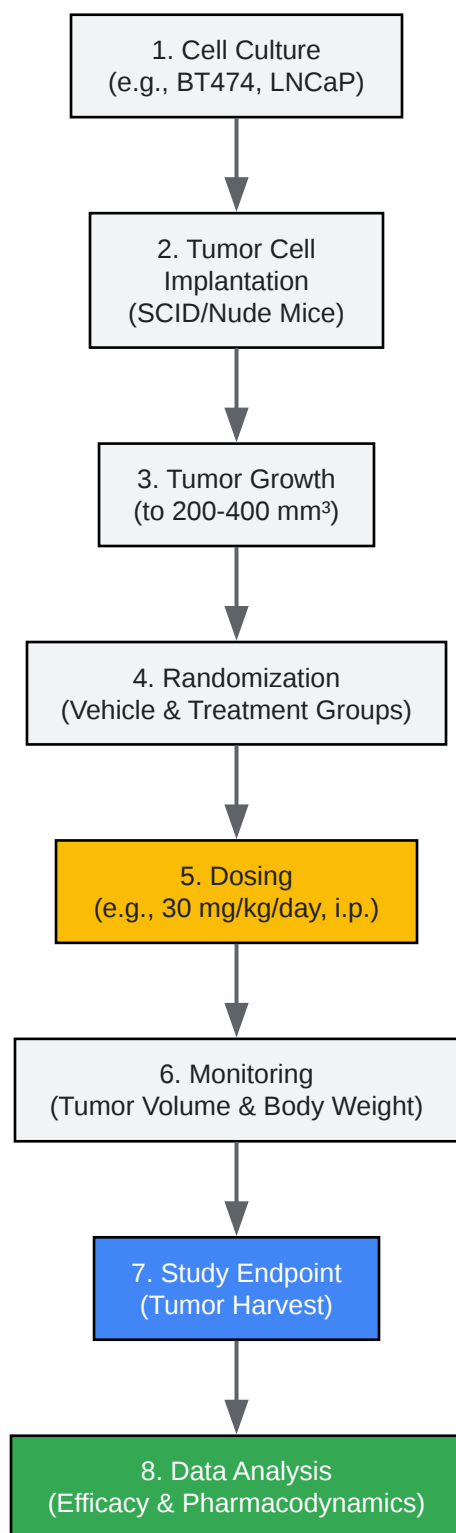 1. Cell Culture
(e.g., BT474, LNCaP)
2. Tumor Cell
Implantation
(SCID/Nude Mice)
3. Tumor Growth
(to 200-400 mm³)
4. Randomization
(Vehicle & Treatment Groups)
5. Dosing
(e.g., 30 mg/kg/day, i.p.)
6. Monitoring
(Tumor Volume & Body Weight)
7. Study Endpoint
(Tumor Harvest)
8. Data Analysis
(Efficacy & Pharmacodynamics)